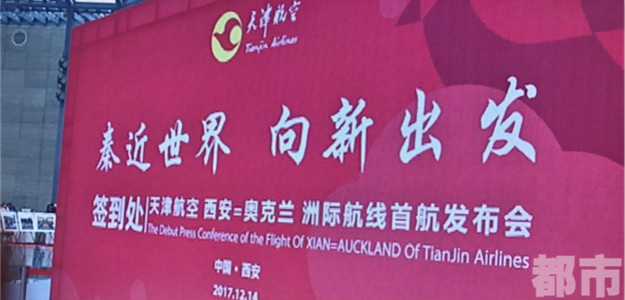 天津航空
Tianjin Airlines
秦近世界 向新出发
签到处|天津航空 西安=奥克兰 洲际航线首航发布会
The Debut Press Conference of the Flight Of XIAN=AUCKLAND Of TianJin Airlines
中国·西安
2017.12.14
都市